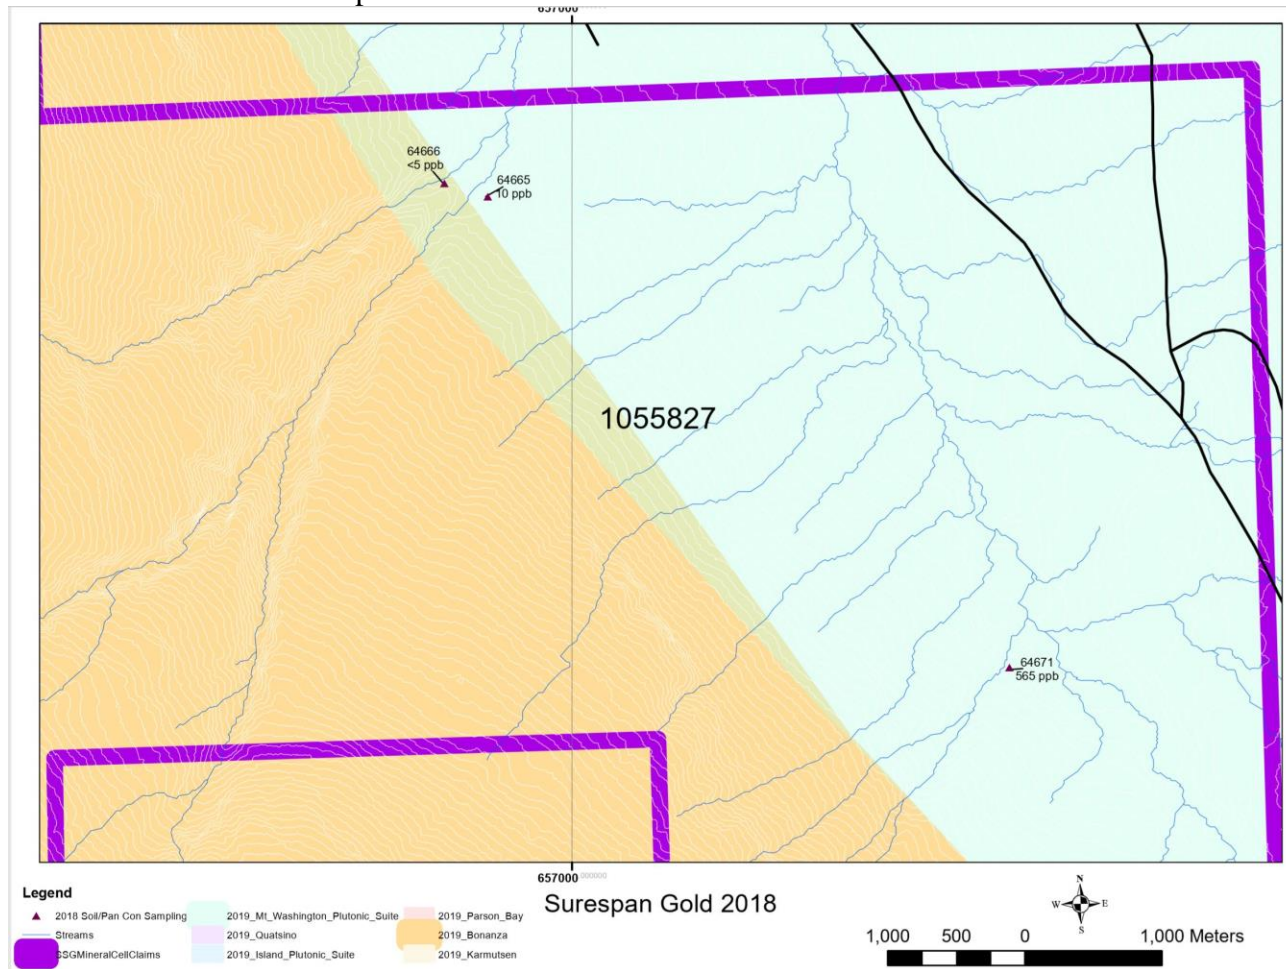 657000
64666
<5 ppb
64665
10 ppb
1055827
64671
565 ppb
657000.000000
Surespan Gold 2018
Legend
2018 Soil/Pan Con Sampling
Streams
SSGMineralCellClaims
2019_Mt_Washington_Plutonic_Suite
2019_Quatsino
2019_Island_Plutonic_Suite
2019_Parson_Bay
2019_Bonanza
2019_Karmutsen
N
W E
S
1,000 500 0 1,000 Meters